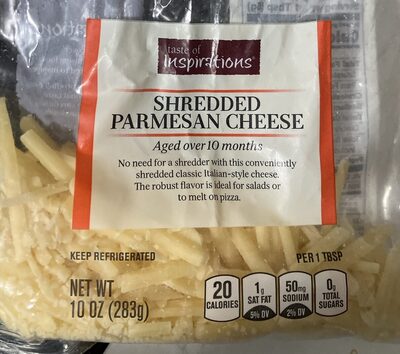 taste of
Inspirations®
SHREDDED
PARMESAN CHEESE
Aged over 10 months
No need for a shredder with this conveniently
shredded classic Italian-style cheese.
The robust flavor is ideal for salads or
to melt on pizza.
KEEP REFRIGERATED
PER 1 TBSP
NET WT
10 OZ (283g)
20
CALORIES
1g
SAT FAT
5% DV
50mg
SODIUM
2% DV
0g
TOTAL
SUGARS